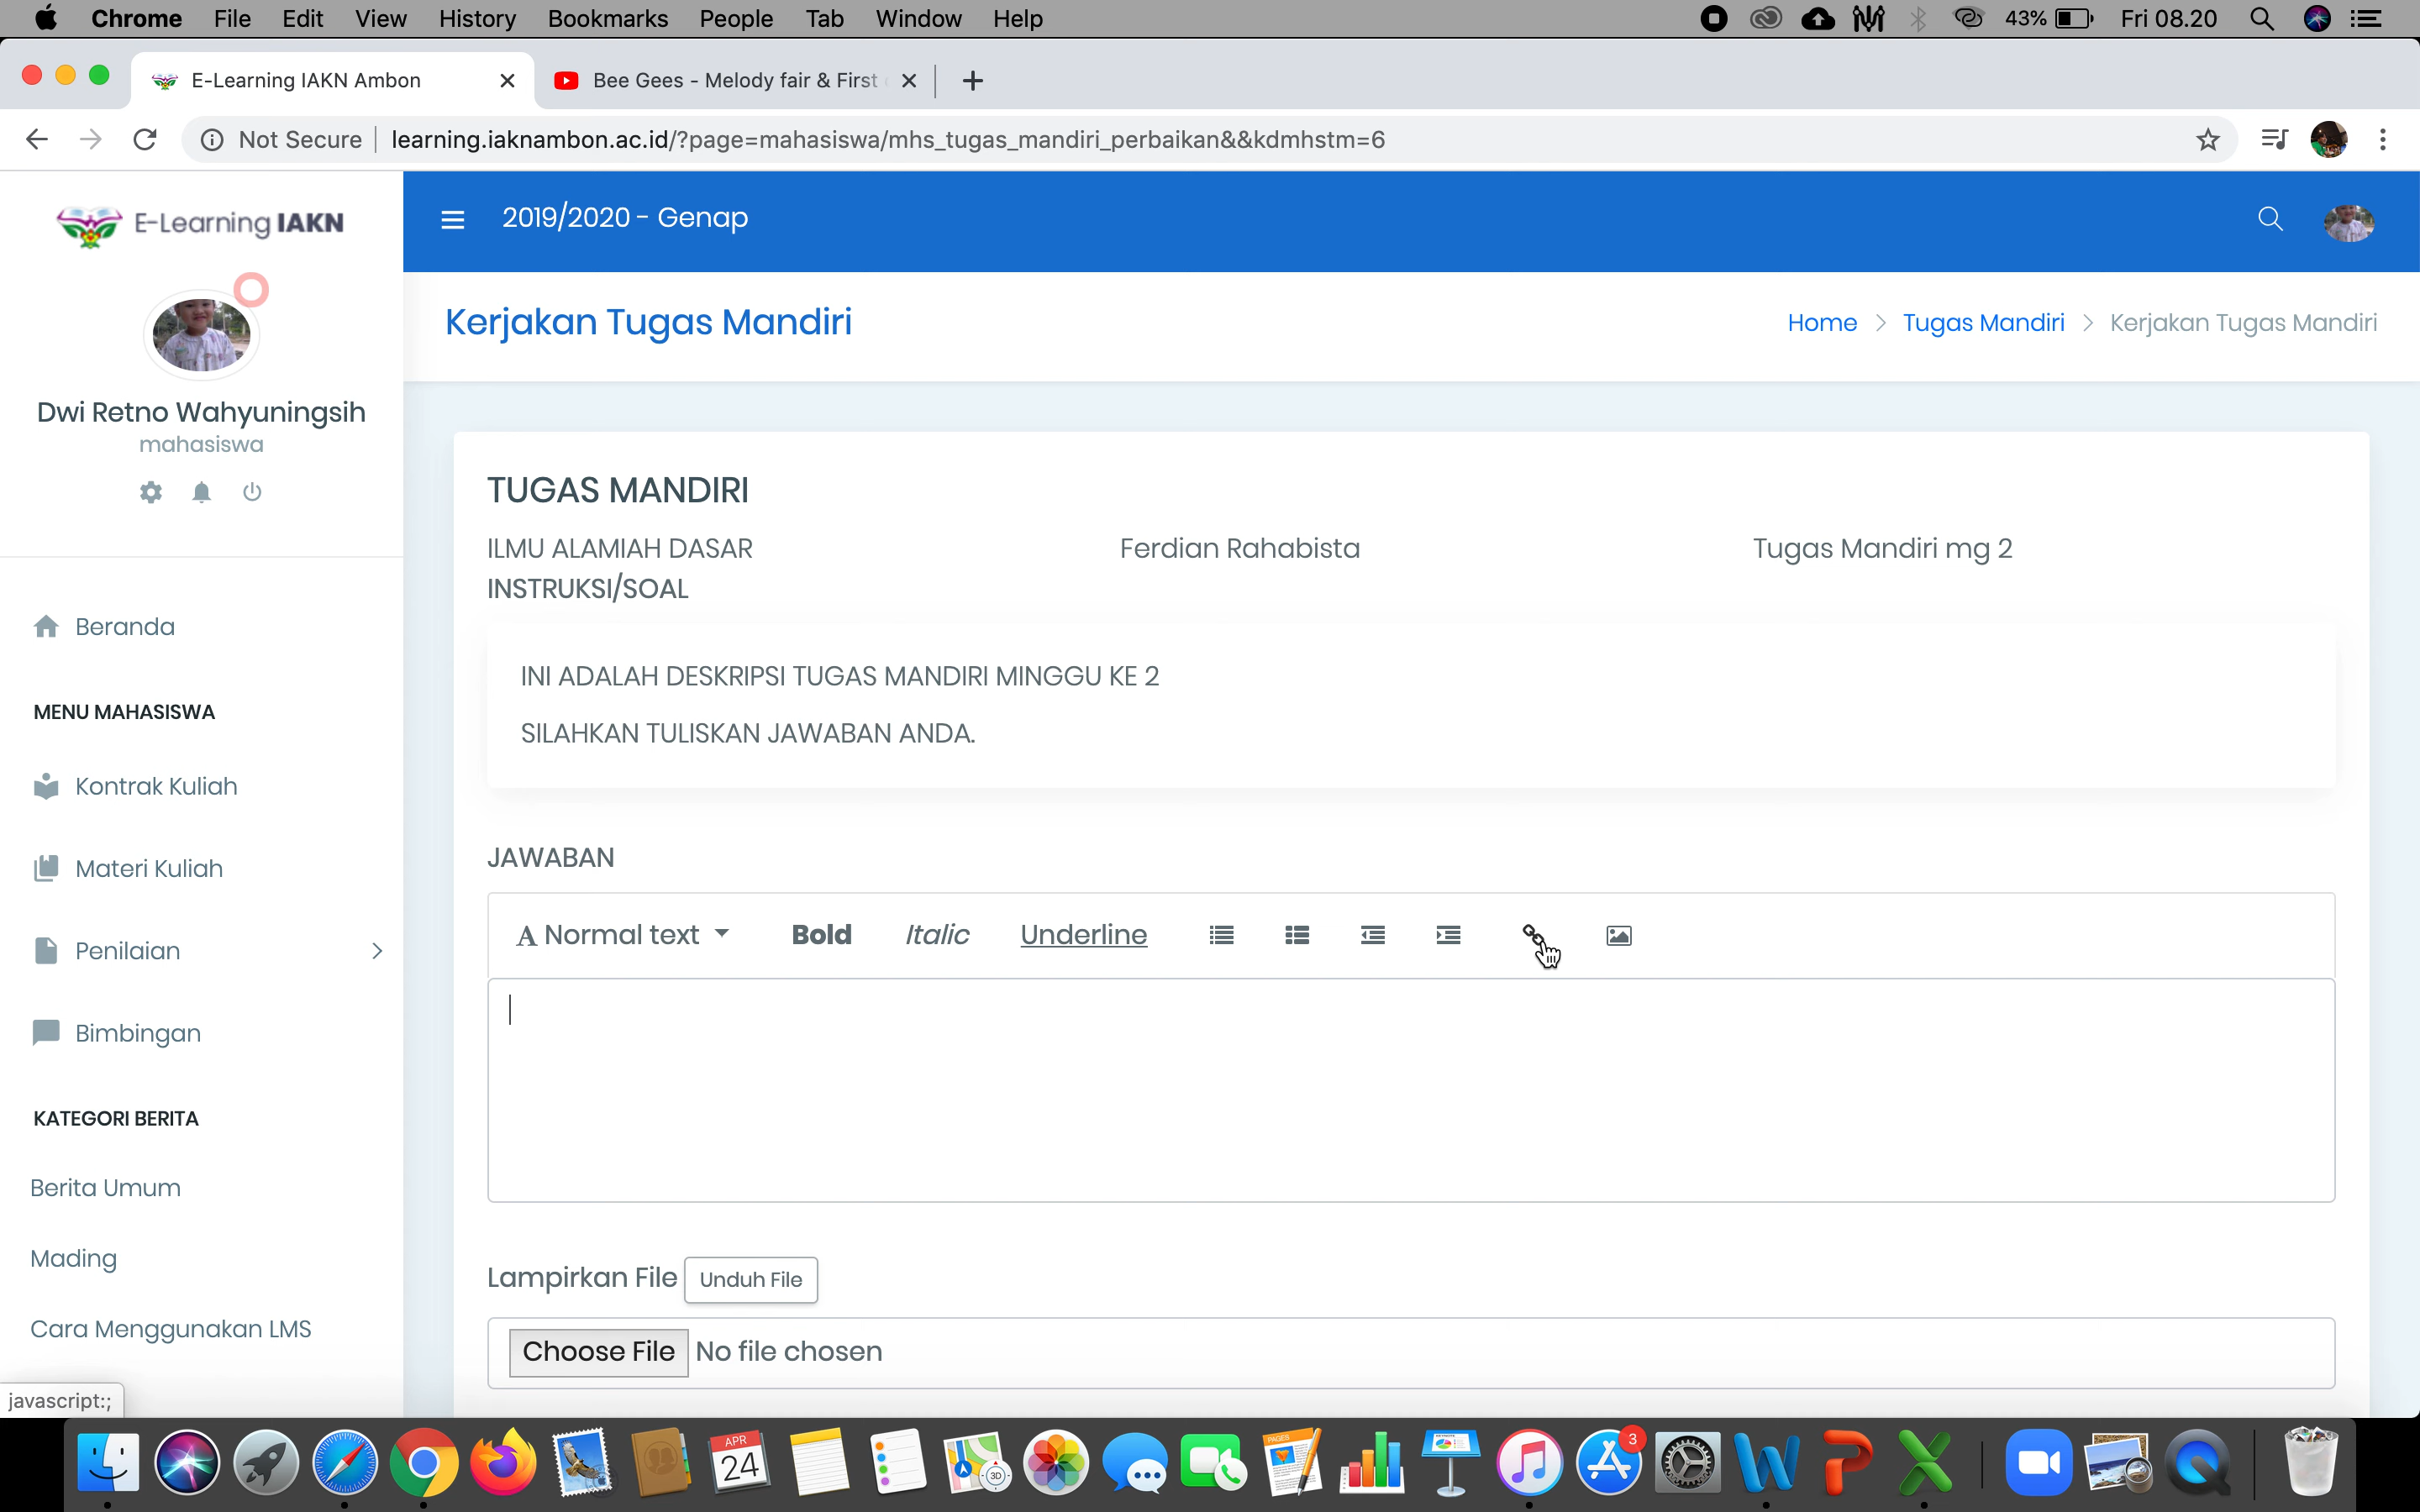 Chrome File Edit View History Bookmarks People Tab Window Help 43% Fri 08.20
E-Learning IAKN Ambon
Bee Gees - Melody fair & First
Not Secure learning.iaknambon.ac.id/?page=mahasiswa/mhs_tugas_mandiri_perbaikan&&kdmhstm=6
E-Learning IAKN
2019/2020 - Genap
Kerjakan Tugas Mandiri
Home > Tugas Mandiri > Kerjakan Tugas Mandiri
Dwi Retno Wahyuningsih
mahasiswa
Beranda
MENU MAHASISWA
Kontrak Kuliah
Materi Kuliah
Penilaian
Bimbingan
KATEGORI BERITA
Berita Umum
Mading
Cara Menggunakan LMS
javascript:;
TUGAS MANDIRI
ILMU ALAMIAH DASAR Ferdian Rahabista Tugas Mandiri mg 2
INSTRUKSI/SOAL
INI ADALAH DESKRIPSI TUGAS MANDIRI MINGGU KE 2
SILAHKAN TULISKAN JAWABAN ANDA.
JAWABAN
A Normal text Bold Italic Underline
Lampirkan File Unduh File
Choose File No file chosen
APR
24
3D
PAGES
3